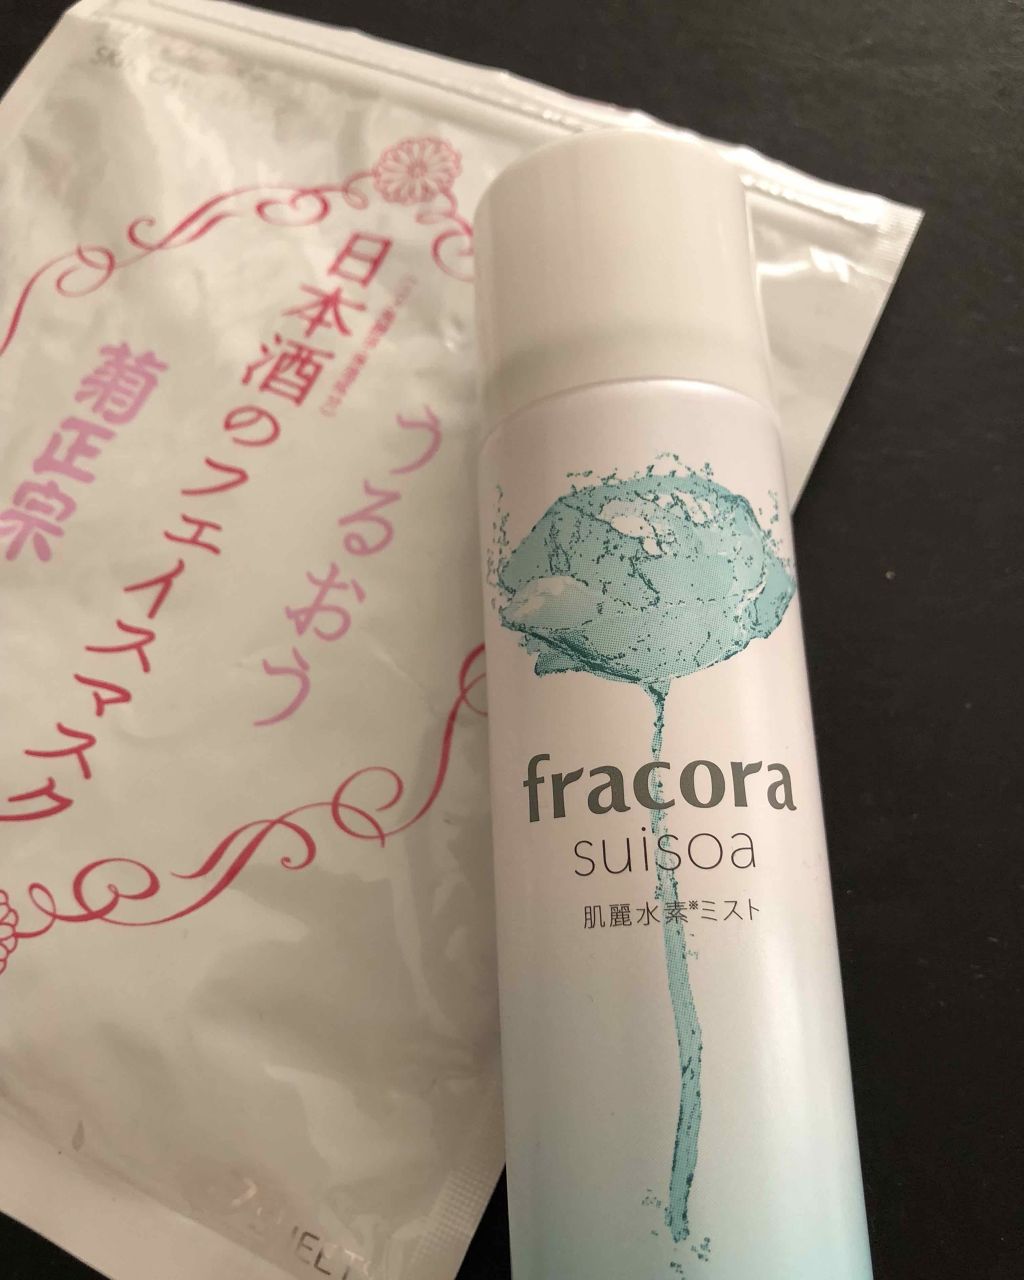 うるおう
日本酒のフェイスマスク
菊正宗
fracora
suisoa
肌麗水素※ミスト